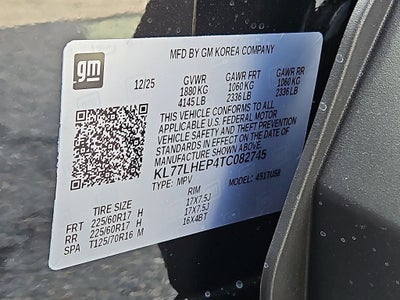 gm
MFD BY GM KOREA COMPANY
12/25 GVWR GAWR FRT GAWR RR
1880 KG 1060 KG 1060 KG
4145 LB 2336 LB 2336 LB
THIS VEHICLE CONFORMS TO ALL
APPLICABLE U.S. FEDERAL MOTOR
VEHICLE SAFETY AND THEFT PREVENTION
STANDARDS IN EFFECT ON THE DATE OF
MANUFACTURE SHOWN ABOVE.
KL77LHEP4TC082745
TYPE: MPV MODEL: 4S1TU58
TIRE SIZE RIM
FRT 225/60R17 H 17X7.5J
RR 225/60R17 H 17X7.5J
SPA T125/70R16 M 16X4BT